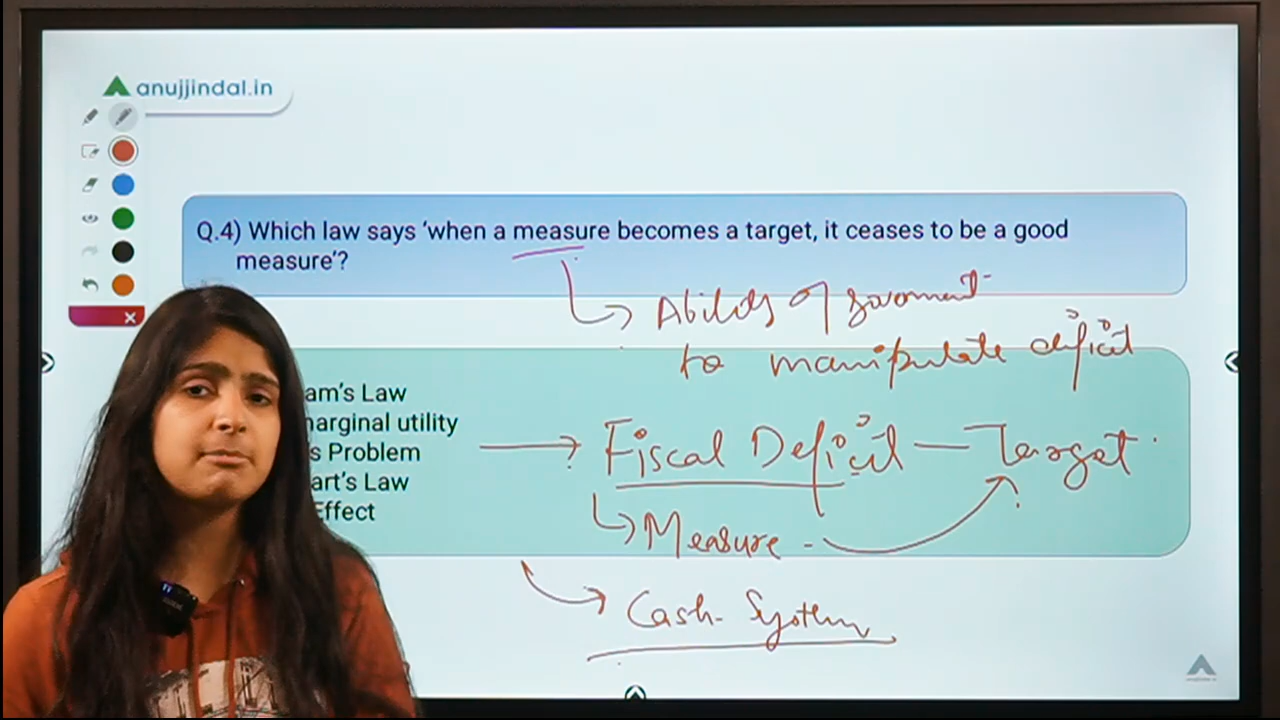 anujjindal.in
Q.4) Which law says ‘when a measure becomes a target, it ceases to be a good
measure’?
Ability of government
to manipulate deficit
am’s Law
marginal utility
s Problem
art’s Law
Effect
Fiscal Deficit — Target
Measure
Cash System